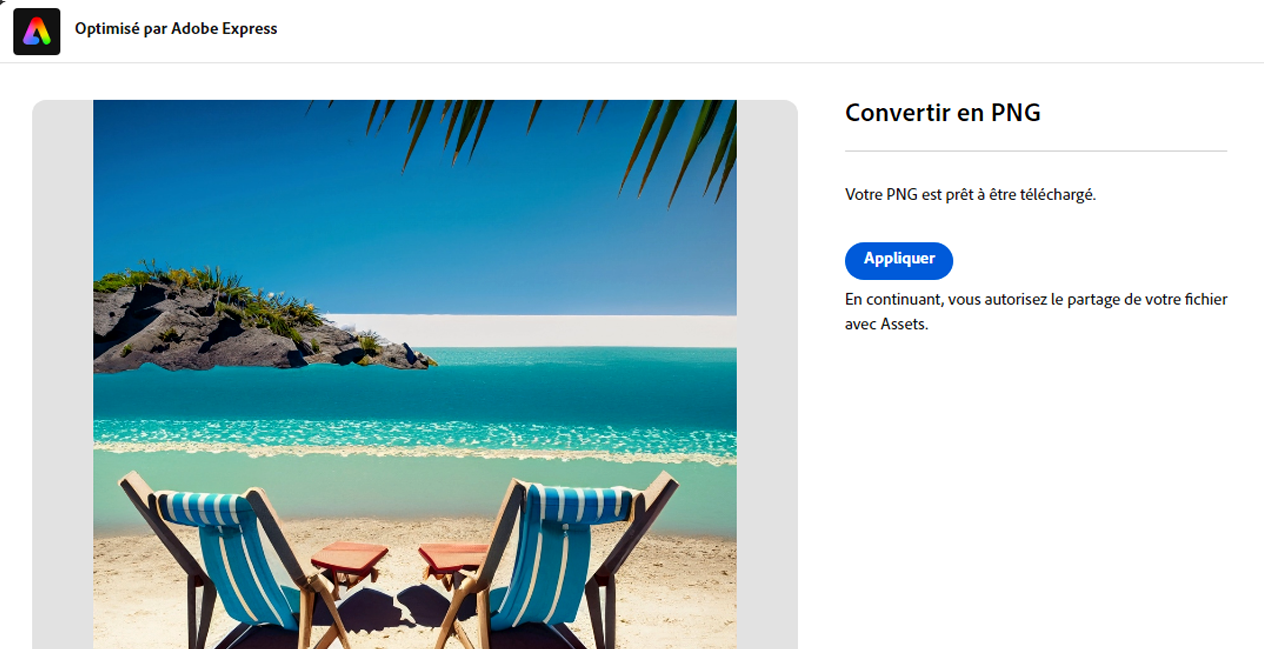 Optimisé par Adobe Express
Convertir en PNG
Votre PNG est prêt à être téléchargé.
Appliquer
En continuant, vous autorisez le partage de votre fichier
avec Assets.